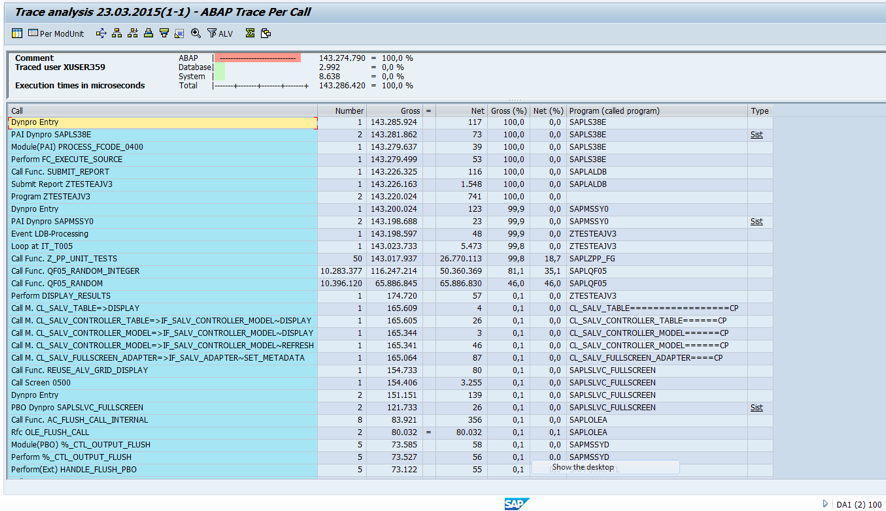 Trace analysis 23.03.2015(1-1) - ABAP Trace Per Call
Per ModUnit ALV
Comment ABAP |---------------------------| 143.274.790 = 100,0 %
Traced user XUSER359 Database| 2.992 = 0,0 %
System | 8.638 = 0,0 %
Execution times in microseconds Total |------+-------+-------+-------+ 143.286.420 = 100,0 %
Call Number Gross = Net Gross (%) Net (%) Program (called program) Type
Dynpro Entry 1 143.285.924 117 100,0 0,0 SAPLS38E
PAI Dynpro SAPLS38E 2 143.281.862 73 100,0 0,0 SAPLS38E Sist
Module(PAI) PROCESS_FCODE_0400 1 143.279.637 39 100,0 0,0 SAPLS38E
Perform FC_EXECUTE_SOURCE 1 143.279.499 53 100,0 0,0 SAPLS38E
Call Func. SUBMIT_REPORT 1 143.226.325 116 100,0 0,0 SAPLALDB
Submit Report ZTESTEAJV3 1 143.226.163 1.548 100,0 0,0 SAPLALDB
Program ZTESTEAJV3 2 143.220.024 741 100,0 0,0
Dynpro Entry 1 143.200.024 123 99,9 0,0 SAPMSSY0
PAI Dynpro SAPMSSY0 2 143.198.688 23 99,9 0,0 SAPMSSY0 Sist
Event LDB-Processing 1 143.198.491 48 99,9 0,0 ZTESTEAJV3
Loop at IT_T005 1 143.023.733 5.473 99,8 0,0 ZTESTEAJV3
Call Func. Z_PP_UNIT_TESTS 50 143.017.937 26.770.113 99,8 18,7 SAPLZPP_FG
Call Func. QF05_RANDOM_INTEGER 10.283.377 116.247.214 50.360.369 81,1 35,1 SAPLQF05
Call Func. QF05_RANDOM 10.396.120 65.886.845 65.886.830 46,0 46,0 SAPLQF05
Perform DISPLAY_RESULTS 1 174.720 57 0,1 0,0 ZTESTEAJV3
Call M. CL_SALV_TABLE=>DISPLAY 1 165.609 4 0,1 0,0 CL_SALV_TABLE=================CP
Call M. CL_SALV_CONTROLLER_TABLE=>IF_SALV_CONTROLLER_MODEL~DISPLAY 1 165.605 26 0,1 0,0 CL_SALV_CONTROLLER_TABLE======CP
Call M. CL_SALV_CONTROLLER_MODEL=>IF_SALV_CONTROLLER_MODEL~DISPLAY 1 165.344 3 0,1 0,0 CL_SALV_CONTROLLER_MODEL======CP
Call M. CL_SALV_CONTROLLER_MODEL=>IF_SALV_CONTROLLER_MODEL~REFRESH 1 165.341 46 0,1 0,0 CL_SALV_CONTROLLER_MODEL======CP
Call M. CL_SALV_FULLSCREEN_ADAPTER=>IF_SALV_ADAPTER~SET_METADATA 1 165.064 87 0,1 0,0 CL_SALV_FULLSCREEN_ADAPTER====CP
Call Func. REUSE_ALV_GRID_DISPLAY 1 154.733 80 0,1 0,0 SAPLSLVC_FULLSCREEN
Call Screen 0500 1 154.406 3.255 0,1 0,0 SAPLSLVC_FULLSCREEN
Dynpro Entry 2 151.151 139 0,1 0,0 SAPLSLVC_FULLSCREEN
PBO Dynpro SAPLSLVC_FULLSCREEN 2 121.733 26 0,1 0,0 SAPLSLVC_FULLSCREEN Sist
Call Func. AC_FLUSH_CALL_INTERNAL 8 83.921 356 0,1 0,0 SAPLOLEA
Rfc OLE_FLUSH_CALL 2 80.032 = 80.032 0,1 0,1 SAPLOLEA
Module(PBO) %_CTL_OUTPUT_FLUSH 5 73.585 58 0,1 0,0 SAPMSSYD
Perform %_CTL_OUTPUT_FLUSH 5 73.527 56 0,1 0,0 SAPMSSYD
Perform(Ext) HANDLE_FLUSH_PBO 5 73.122 55 0,1 0,0
Show the desktop
SAP DA1 (2) 100